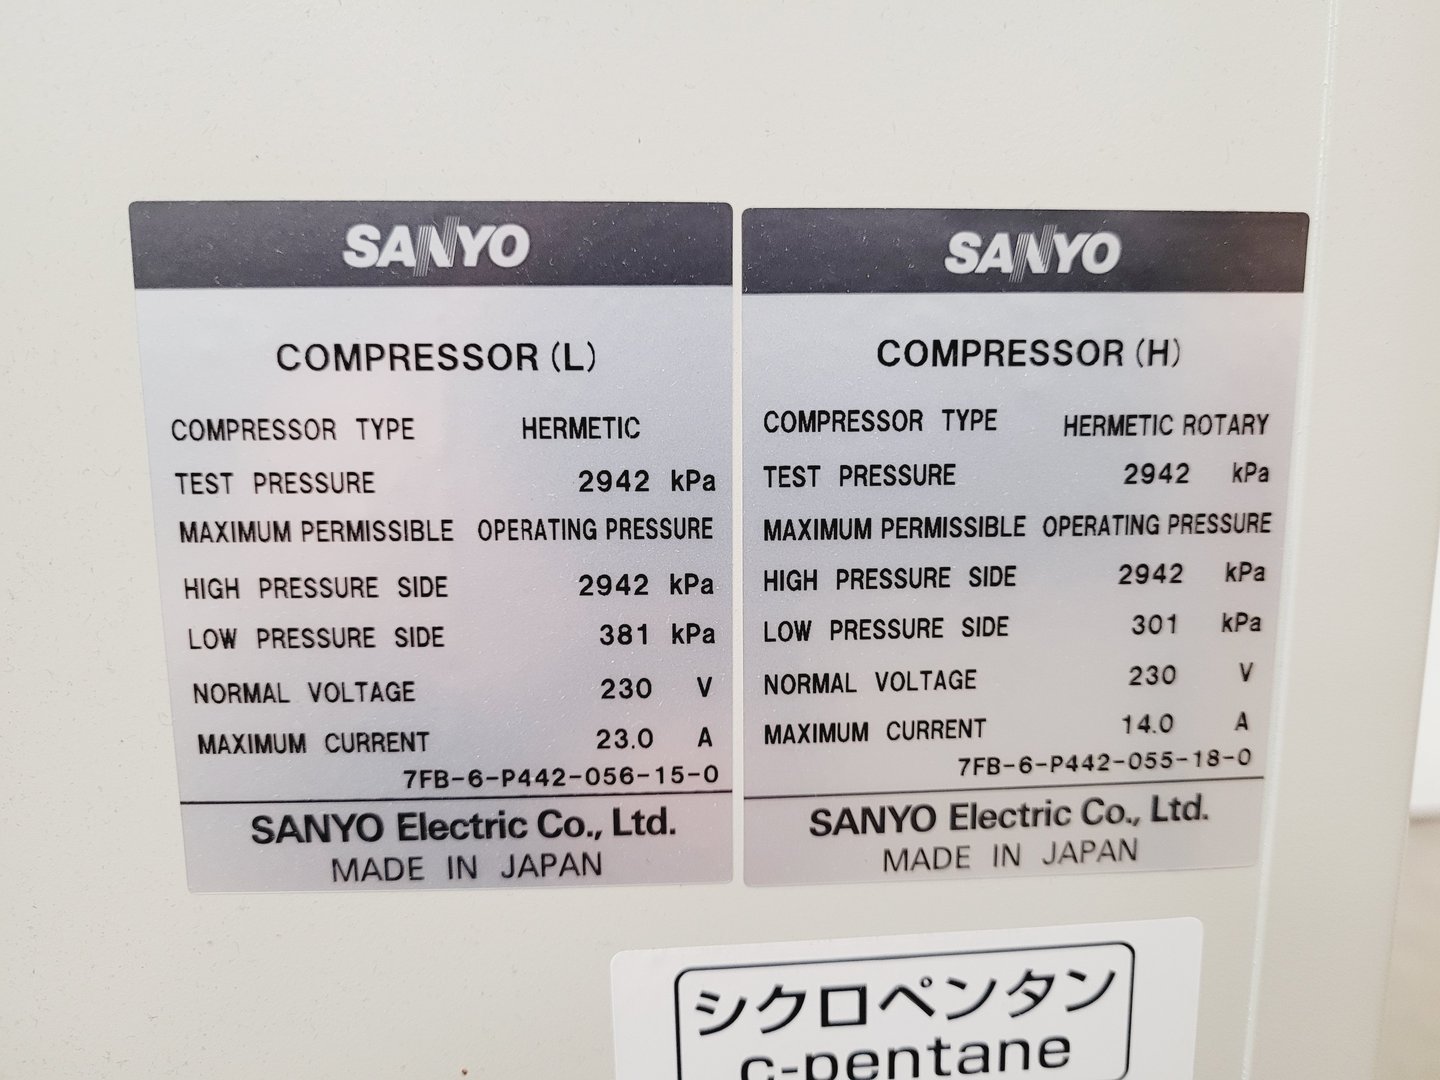 SANYO
COMPRESSOR (L)
COMPRESSOR TYPE HERMETIC
TEST PRESSURE 2942 kPa
MAXIMUM PERMISSIBLE OPERATING PRESSURE
HIGH PRESSURE SIDE 2942 kPa
LOW PRESSURE SIDE 381 kPa
NORMAL VOLTAGE 230 V
MAXIMUM CURRENT 23.0 A
7FB-6-P442-056-15-0
SANYO Electric Co., Ltd.
MADE IN JAPAN
SANYO
COMPRESSOR (H)
COMPRESSOR TYPE HERMETIC ROTARY
TEST PRESSURE 2942 kPa
MAXIMUM PERMISSIBLE OPERATING PRESSURE
HIGH PRESSURE SIDE 2942 kPa
LOW PRESSURE SIDE 301 kPa
NORMAL VOLTAGE 230 V
MAXIMUM CURRENT 14.0 A
7FB-6-P442-055-18-0
SANYO Electric Co., Ltd.
MADE IN JAPAN
シクロペンタン
c-pentane